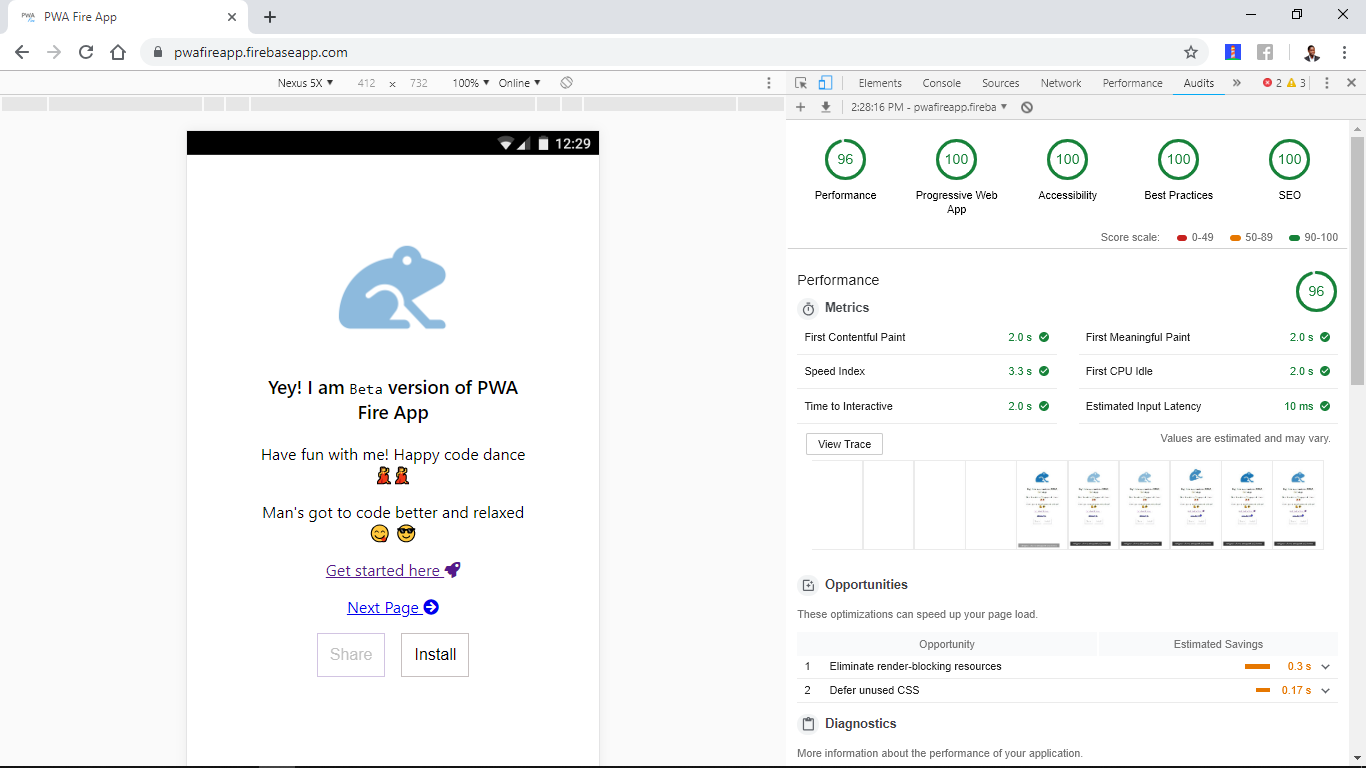 PWA Fire App
pwafireapp.firebaseapp.com
Nexus 5X 412 × 732 100% Online
Elements Console Sources Network Performance Audits 2 3
2:28:16 PM - pwafireapp.fireba
12:29
Yey! I am Beta version of PWA
Fire App
Have fun with me! Happy code dance
Man's got to code better and relaxed
Get started here
Next Page
Share Install
96 100 100 100 100
Performance Progressive Web Accessibility Best Practices SEO
App
Score scale: 0-49 50-89 90-100
Performance 96
Metrics
First Contentful Paint 2.0 s First Meaningful Paint 2.0 s
Speed Index 3.3 s First CPU Idle 2.0 s
Time to Interactive 2.0 s Estimated Input Latency 10 ms
View Trace Values are estimated and may vary.
Opportunities
These optimizations can speed up your page load.
Opportunity Estimated Savings
1 Eliminate render-blocking resources 0.3 s
2 Defer unused CSS 0.17 s
Diagnostics
More information about the performance of your application.